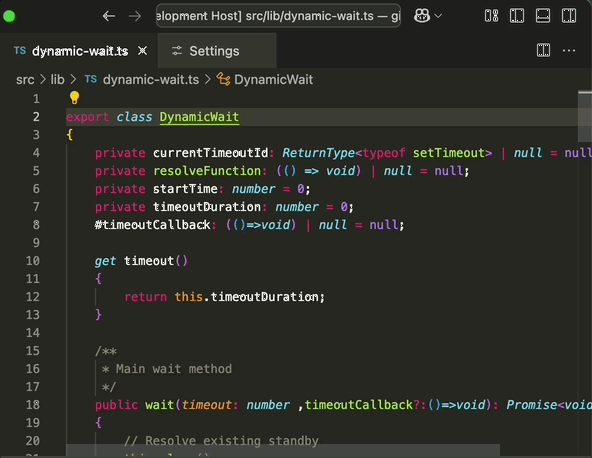 elopment Host] src/lib/dynamic-wait.ts — gi
TS dynamic-wait.ts Settings
src > lib > TS dynamic-wait.ts > DynamicWait
1
2 export class DynamicWait
3 {
4 private currentTimeoutId: ReturnType<typeof setTimeout> | null = null
5 private resolveFunction: (() => void) | null = null;
6 private startTime: number = 0;
7 private timeoutDuration: number = 0;
8 #timeoutCallback: (()=>void) | null = null;
9
10 get timeout()
11 {
12 return this.timeoutDuration;
13 }
14
15 /**
16 * Main wait method
17 */
18 public wait(timeout: number ,timeoutCallback?:()=>void): Promise<void
19 {
20 // Resolve existing standby